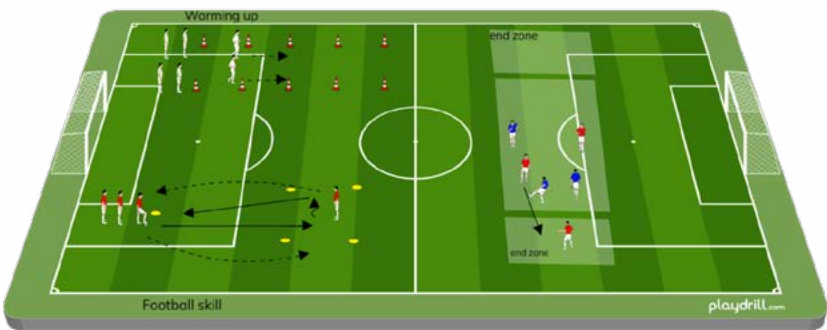 Warming up
end zone
end zone
Football skill
playdrill.com